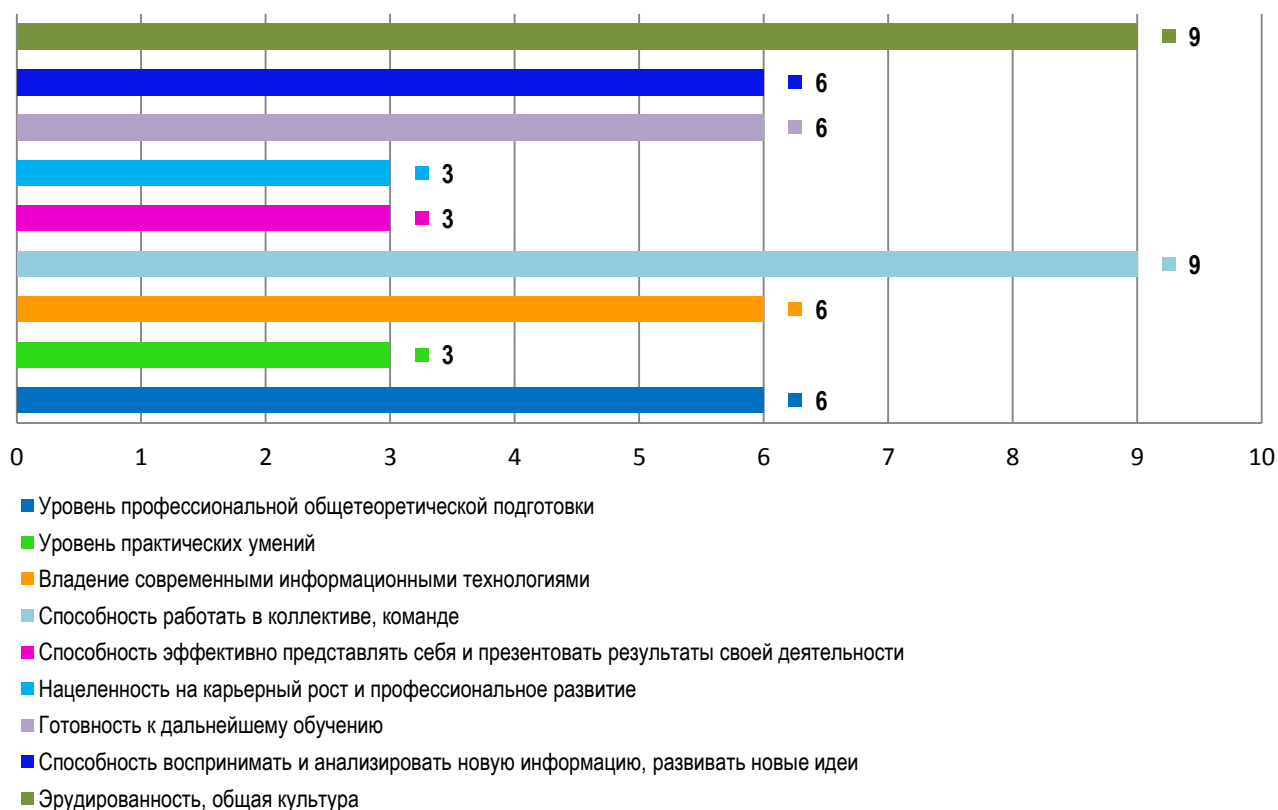 9
6
6
3
3
9
6
3
6
0 1 2 3 4 5 6 7 8 9 10
Уровень профессиональной общетеоретической подготовки
Уровень практических умений
Владение современными информационными технологиями
Способность работать в коллективе, команде
Способность эффективно представлять себя и презентовать результаты своей деятельности
Нацеленность на карьерный рост и профессиональное развитие
Готовность к дальнейшему обучению
Способность воспринимать и анализировать новую информацию, развивать новые идеи
Эрудированность, общая культура